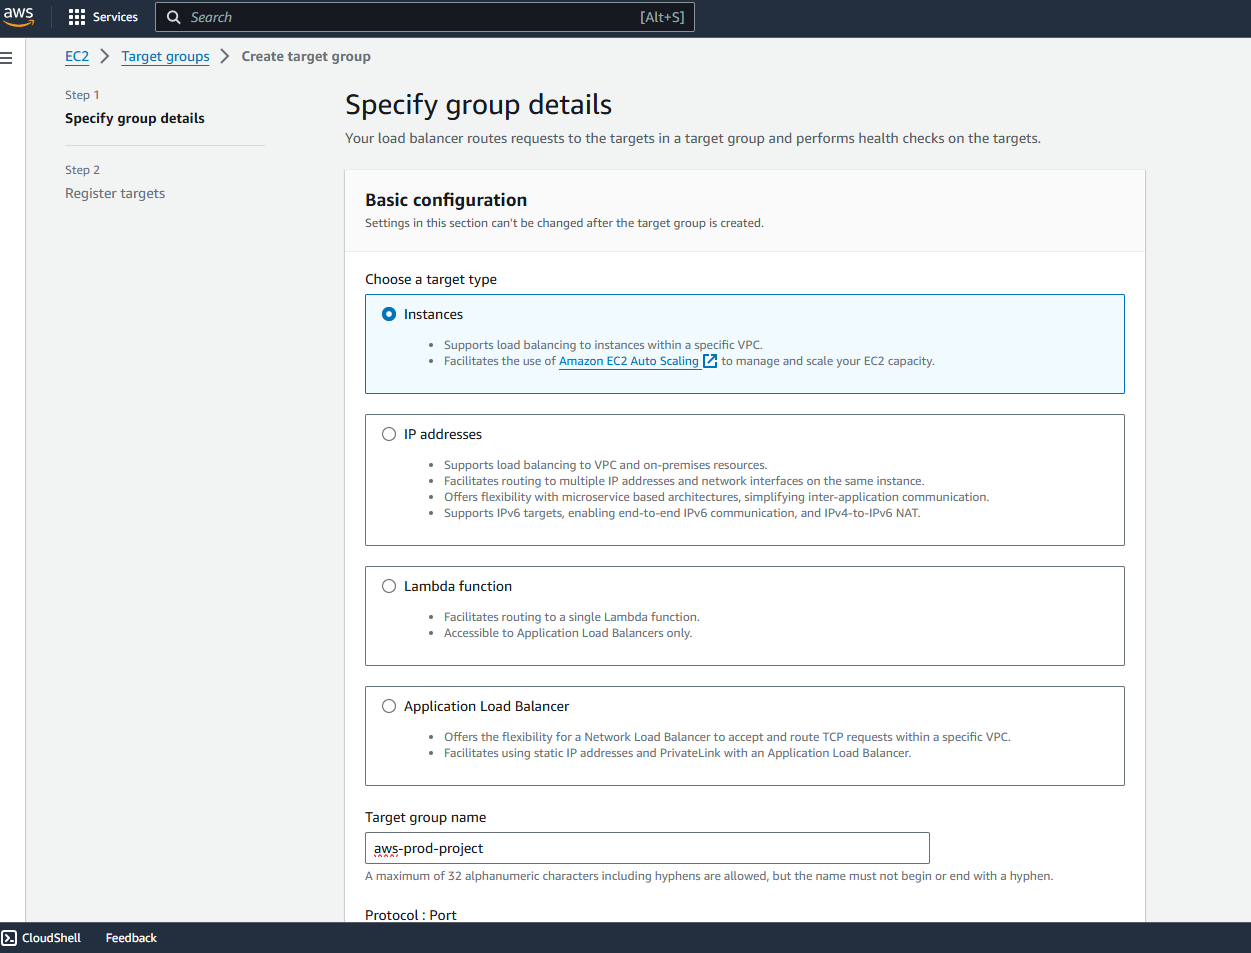 aws
Services
Search
[Alt+S]
EC2
Target groups
Create target group
Step 1
Specify group details
Step 2
Register targets
Specify group details
Your load balancer routes requests to the targets in a target group and performs health checks on the targets.
Basic configuration
Settings in this section can't be changed after the target group is created.
Choose a target type
Instances
Supports load balancing to instances within a specific VPC.
Facilitates the use of Amazon EC2 Auto Scaling to manage and scale your EC2 capacity.
IP addresses
Supports load balancing to VPC and on-premises resources.
Facilitates routing to multiple IP addresses and network interfaces on the same instance.
Offers flexibility with microservice based architectures, simplifying inter-application communication.
Supports IPv6 targets, enabling end-to-end IPv6 communication, and IPv4-to-IPv6 NAT.
Lambda function
Facilitates routing to a single Lambda function.
Accessible to Application Load Balancers only.
Application Load Balancer
Offers the flexibility for a Network Load Balancer to accept and route TCP requests within a specific VPC.
Facilitates using static IP addresses and PrivateLink with an Application Load Balancer.
Target group name
aws-prod-project
A maximum of 32 alphanumeric characters including hyphens are allowed, but the name must not begin or end with a hyphen.
Protocol : Port
CloudShell
Feedback